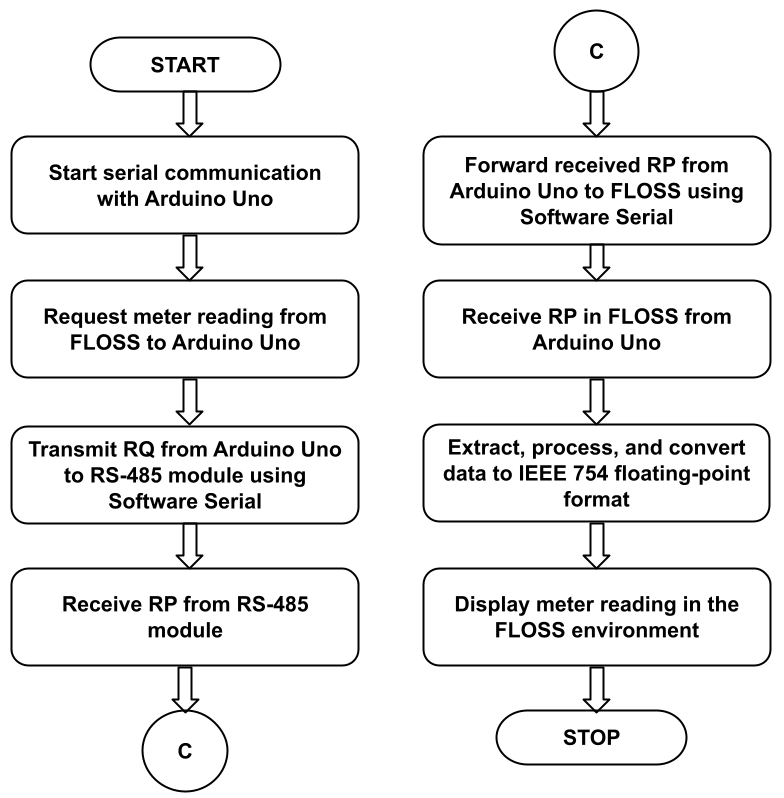 START
Start serial communication
with Arduino Uno
Request meter reading from
FLOSS to Arduino Uno
Transmit RQ from Arduino Uno
to RS-485 module using
Software Serial
Receive RP from RS-485
module
C
C
Forward received RP from
Arduino Uno to FLOSS using
Software Serial
Receive RP in FLOSS from
Arduino Uno
Extract, process, and convert
data to IEEE 754 floating-point
format
Display meter reading in the
FLOSS environment
STOP